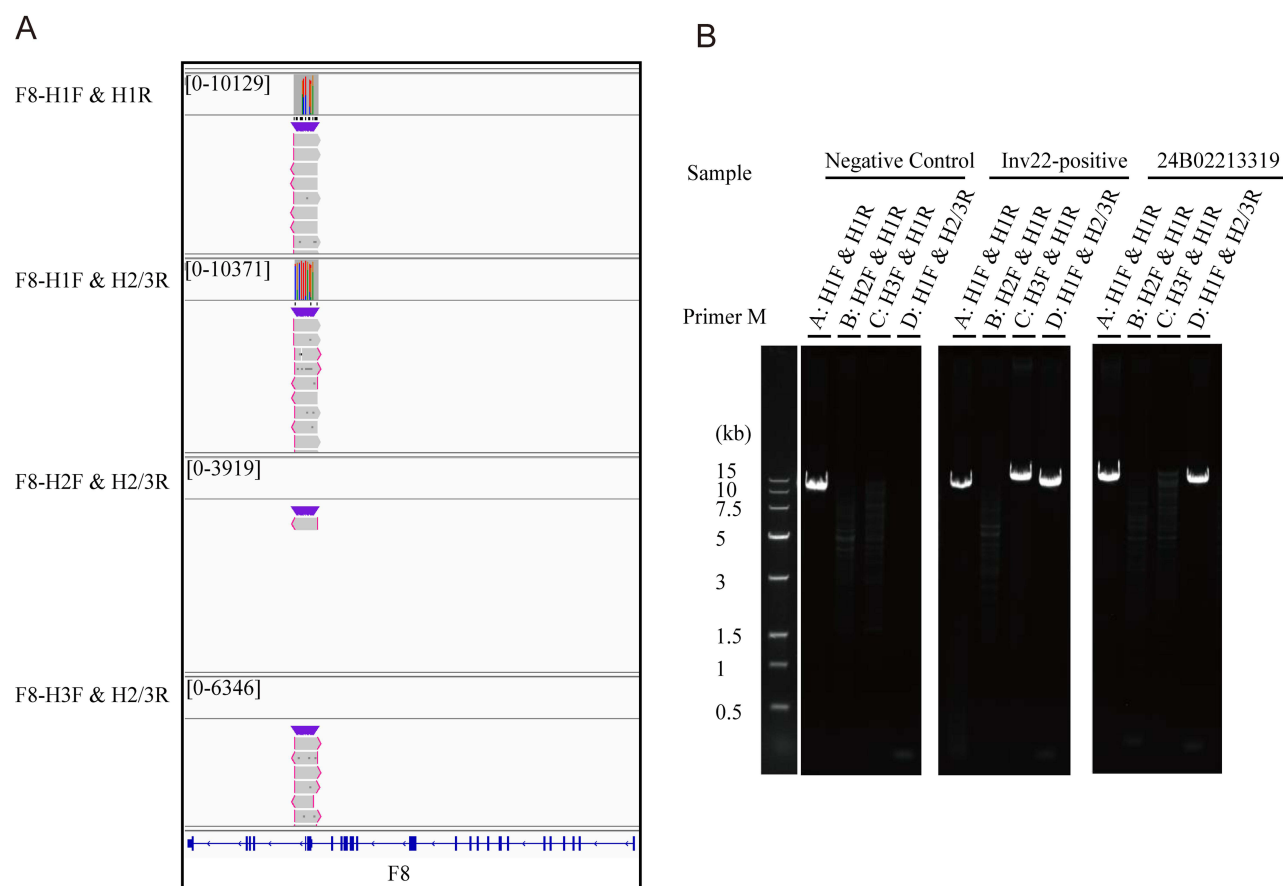 A
F8-H1F & H1R
[0-10129]
F8-H1F & H2/3R
[0-10371]
F8-H2F & H2/3R
[0-3919]
F8-H3F & H2/3R
[0-6346]
F8
B
Sample
Negative Control
Inv22-positive
24B02213319
Primer M
A: H1F & H1R
B: H2F & H1R
C: H3F & H1R
D: H1F & H2/3R
A: H1F & H1R
B: H2F & H1R
C: H3F & H1R
D: H1F & H2/3R
A: H1F & H1R
B: H2F & H1R
C: H3F & H1R
D: H1F & H2/3R
(kb)
15
10
7.5
5
3
1.5
1
0.5